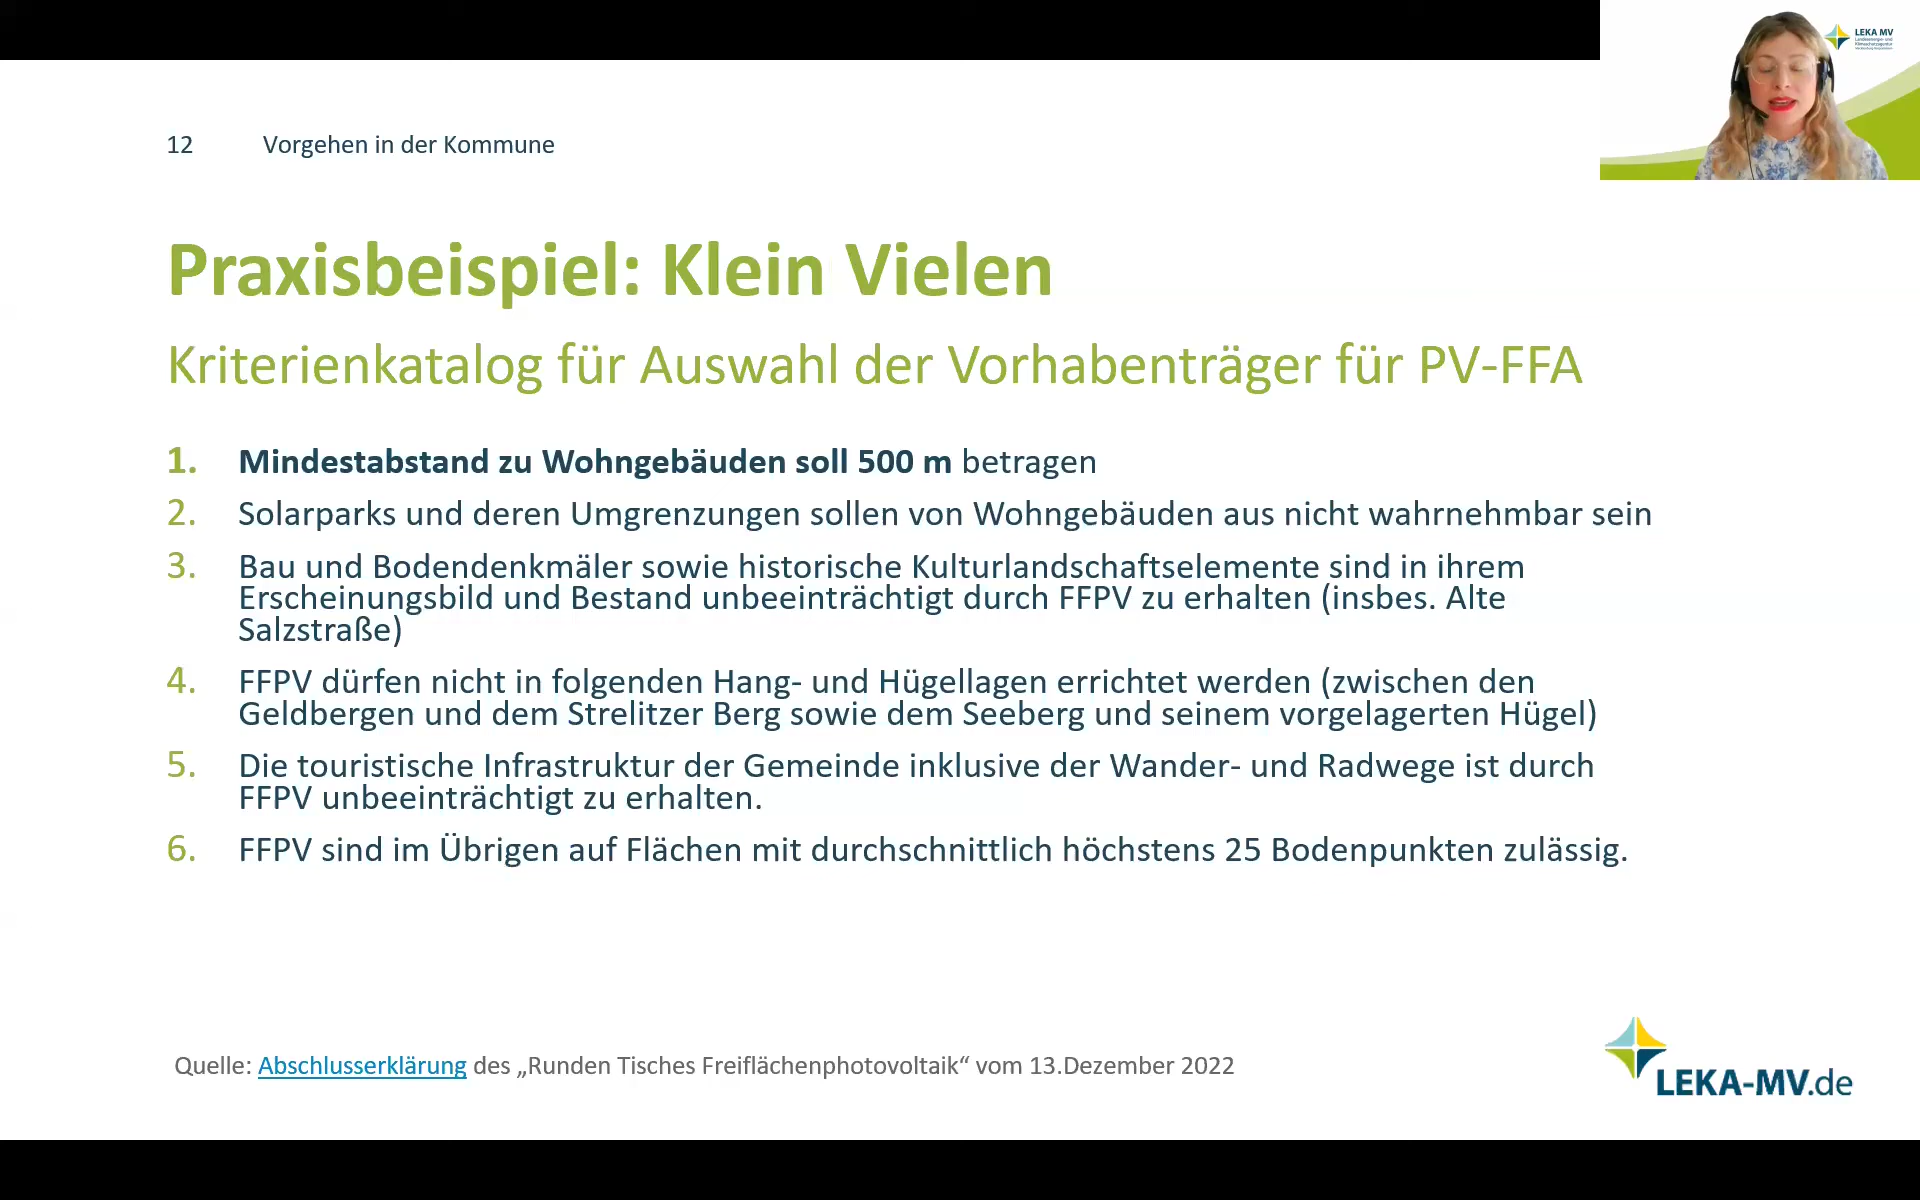 LEKA MV
Landesenergie- und
Klimaschutzagentur
Mecklenburg-Vorpommern
12 Vorgehen in der Kommune
Praxisbeispiel: Klein Vielen
Kriterienkatalog für Auswahl der Vorhabenträger für PV-FFA
1. Mindestabstand zu Wohngebäuden soll 500 m betragen
2. Solarparks und deren Umgrenzungen sollen von Wohngebäuden aus nicht wahrnehmbar sein
3. Bau und Bodendenkmäler sowie historische Kulturlandschaftselemente sind in ihrem
Erscheinungsbild und Bestand unbeeinträchtigt durch FFPV zu erhalten (insbes. Alte
Salzstraße)
4. FFPV dürfen nicht in folgenden Hang- und Hügellagen errichtet werden (zwischen den
Geldbergen und dem Strelitzer Berg sowie dem Seeberg und seinem vorgelagerten Hügel)
5. Die touristische Infrastruktur der Gemeinde inklusive der Wander- und Radwege ist durch
FFPV unbeeinträchtigt zu erhalten.
6. FFPV sind im Übrigen auf Flächen mit durchschnittlich höchstens 25 Bodenpunkten zulässig.
Quelle: Abschlusserklärung des „Runden Tisches Freiflächenphotovoltaik“ vom 13.Dezember 2022
LEKA-MV.de